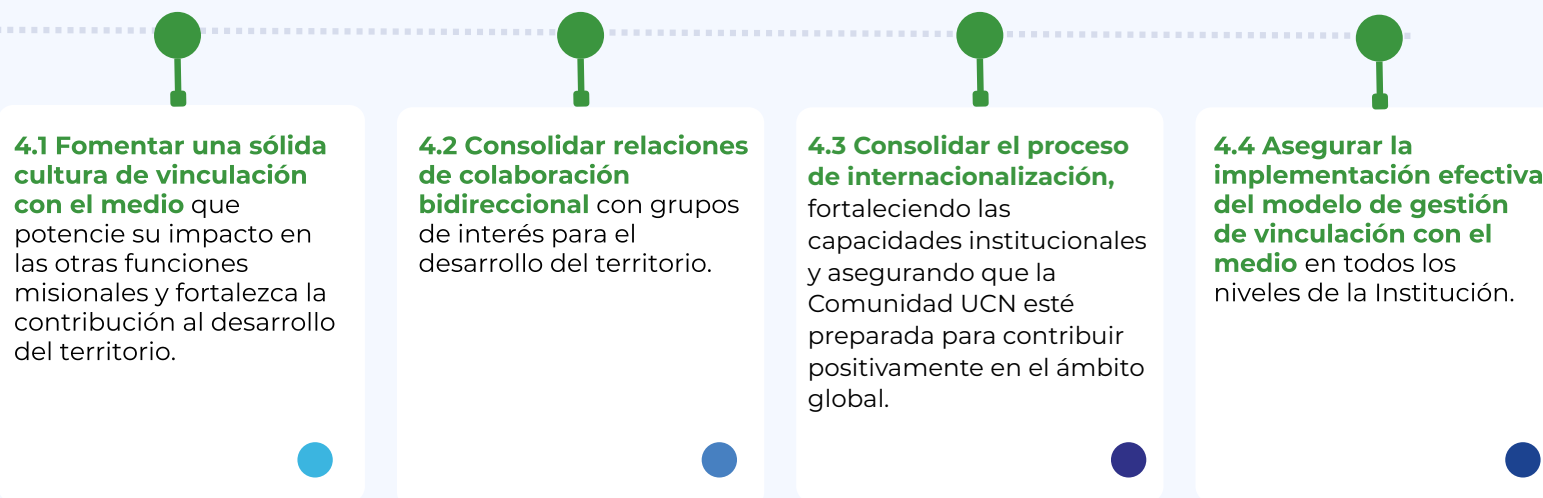 4.1 Fomentar una sólida
cultura de vinculación
con el medio que
potencie su impacto en
las otras funciones
misionales y fortalezca la
contribución al desarrollo
del territorio.
4.2 Consolidar relaciones
de colaboración
bidireccional con grupos
de interés para el
desarrollo del territorio.
4.3 Consolidar el proceso
de internacionalización,
fortaleciendo las
capacidades institucionales
y asegurando que la
Comunidad UCN esté
preparada para contribuir
positivamente en el ámbito
global.
4.4 Asegurar la
implementación efectiva
del modelo de gestión
de vinculación con el
medio en todos los
niveles de la Institución.